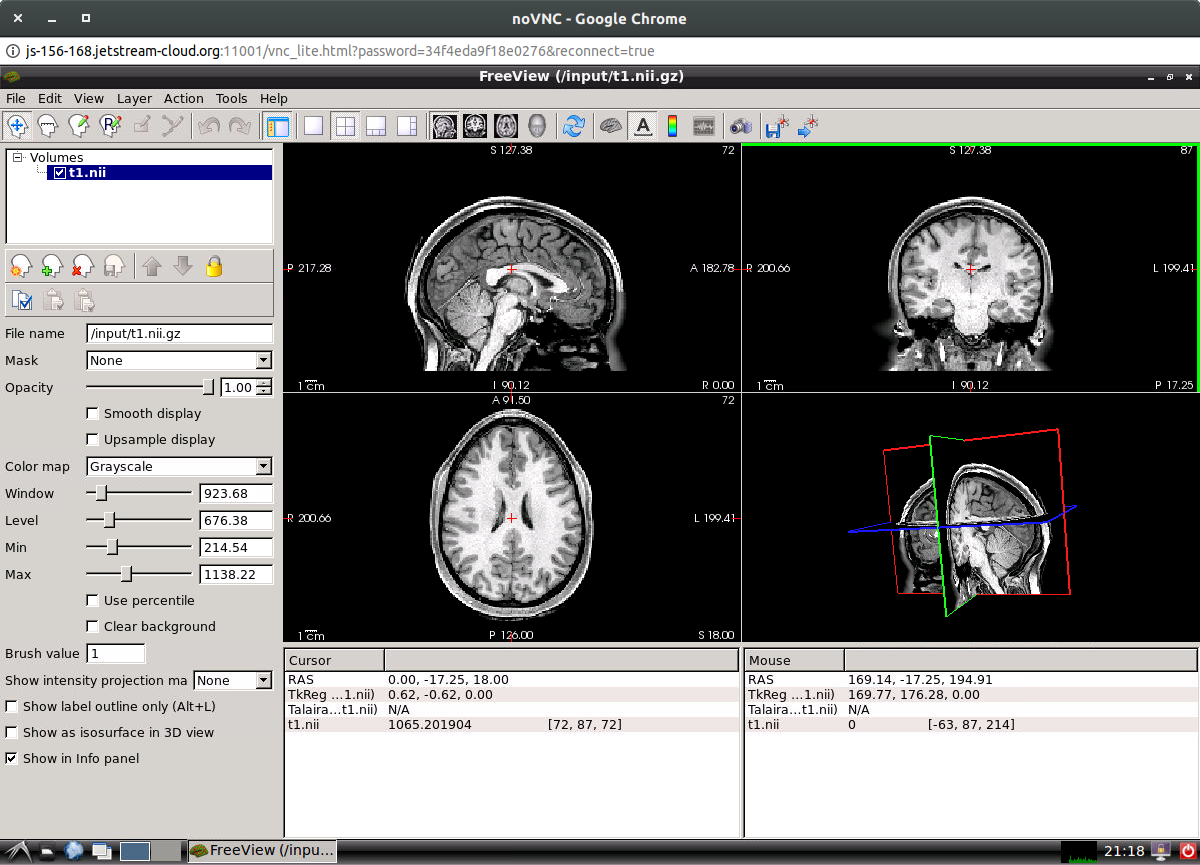 noVNC - Google Chrome
js-156-168.jetstream-cloud.org:11001/vnc_lite.html?password=34f4eda9f18e0276&reconnect=true
FreeView (/input/t1.nii.gz)
File Edit View Layer Action Tools Help
Volumes
t1.nii
File name /input/t1.nii.gz
Mask None
Opacity 1.00
Smooth display
Upsample display
Color map Grayscale
Window 923.68
Level 676.38
Min 214.54
Max 1138.22
Use percentile
Clear background
Brush value 1
Show intensity projection ma None
Show label outline only (Alt+L)
Show as isosurface in 3D view
Show in Info panel
S 127.38 72
P 217.28 A 182.78
1 cm I 90.12 R 0.00
S 127.38 87
R 200.66 L 199.41
1 cm I 90.12 P 17.25
A 91.50 72
R 200.66 L 199.41
1 cm P 126.00 S 18.00
Cursor
RAS 0.00, -17.25, 18.00
TkReg ...1.nii) 0.62, -0.62, 0.00
Talaira...t1.nii) N/A
t1.nii 1065.201904 [72, 87, 72]
Mouse
RAS 169.14, -17.25, 194.91
TkReg ...1.nii) 169.77, 176.28, 0.00
Talaira...t1.nii) N/A
t1.nii 0 [-63, 87, 214]
FreeView (/inpu... 21:18